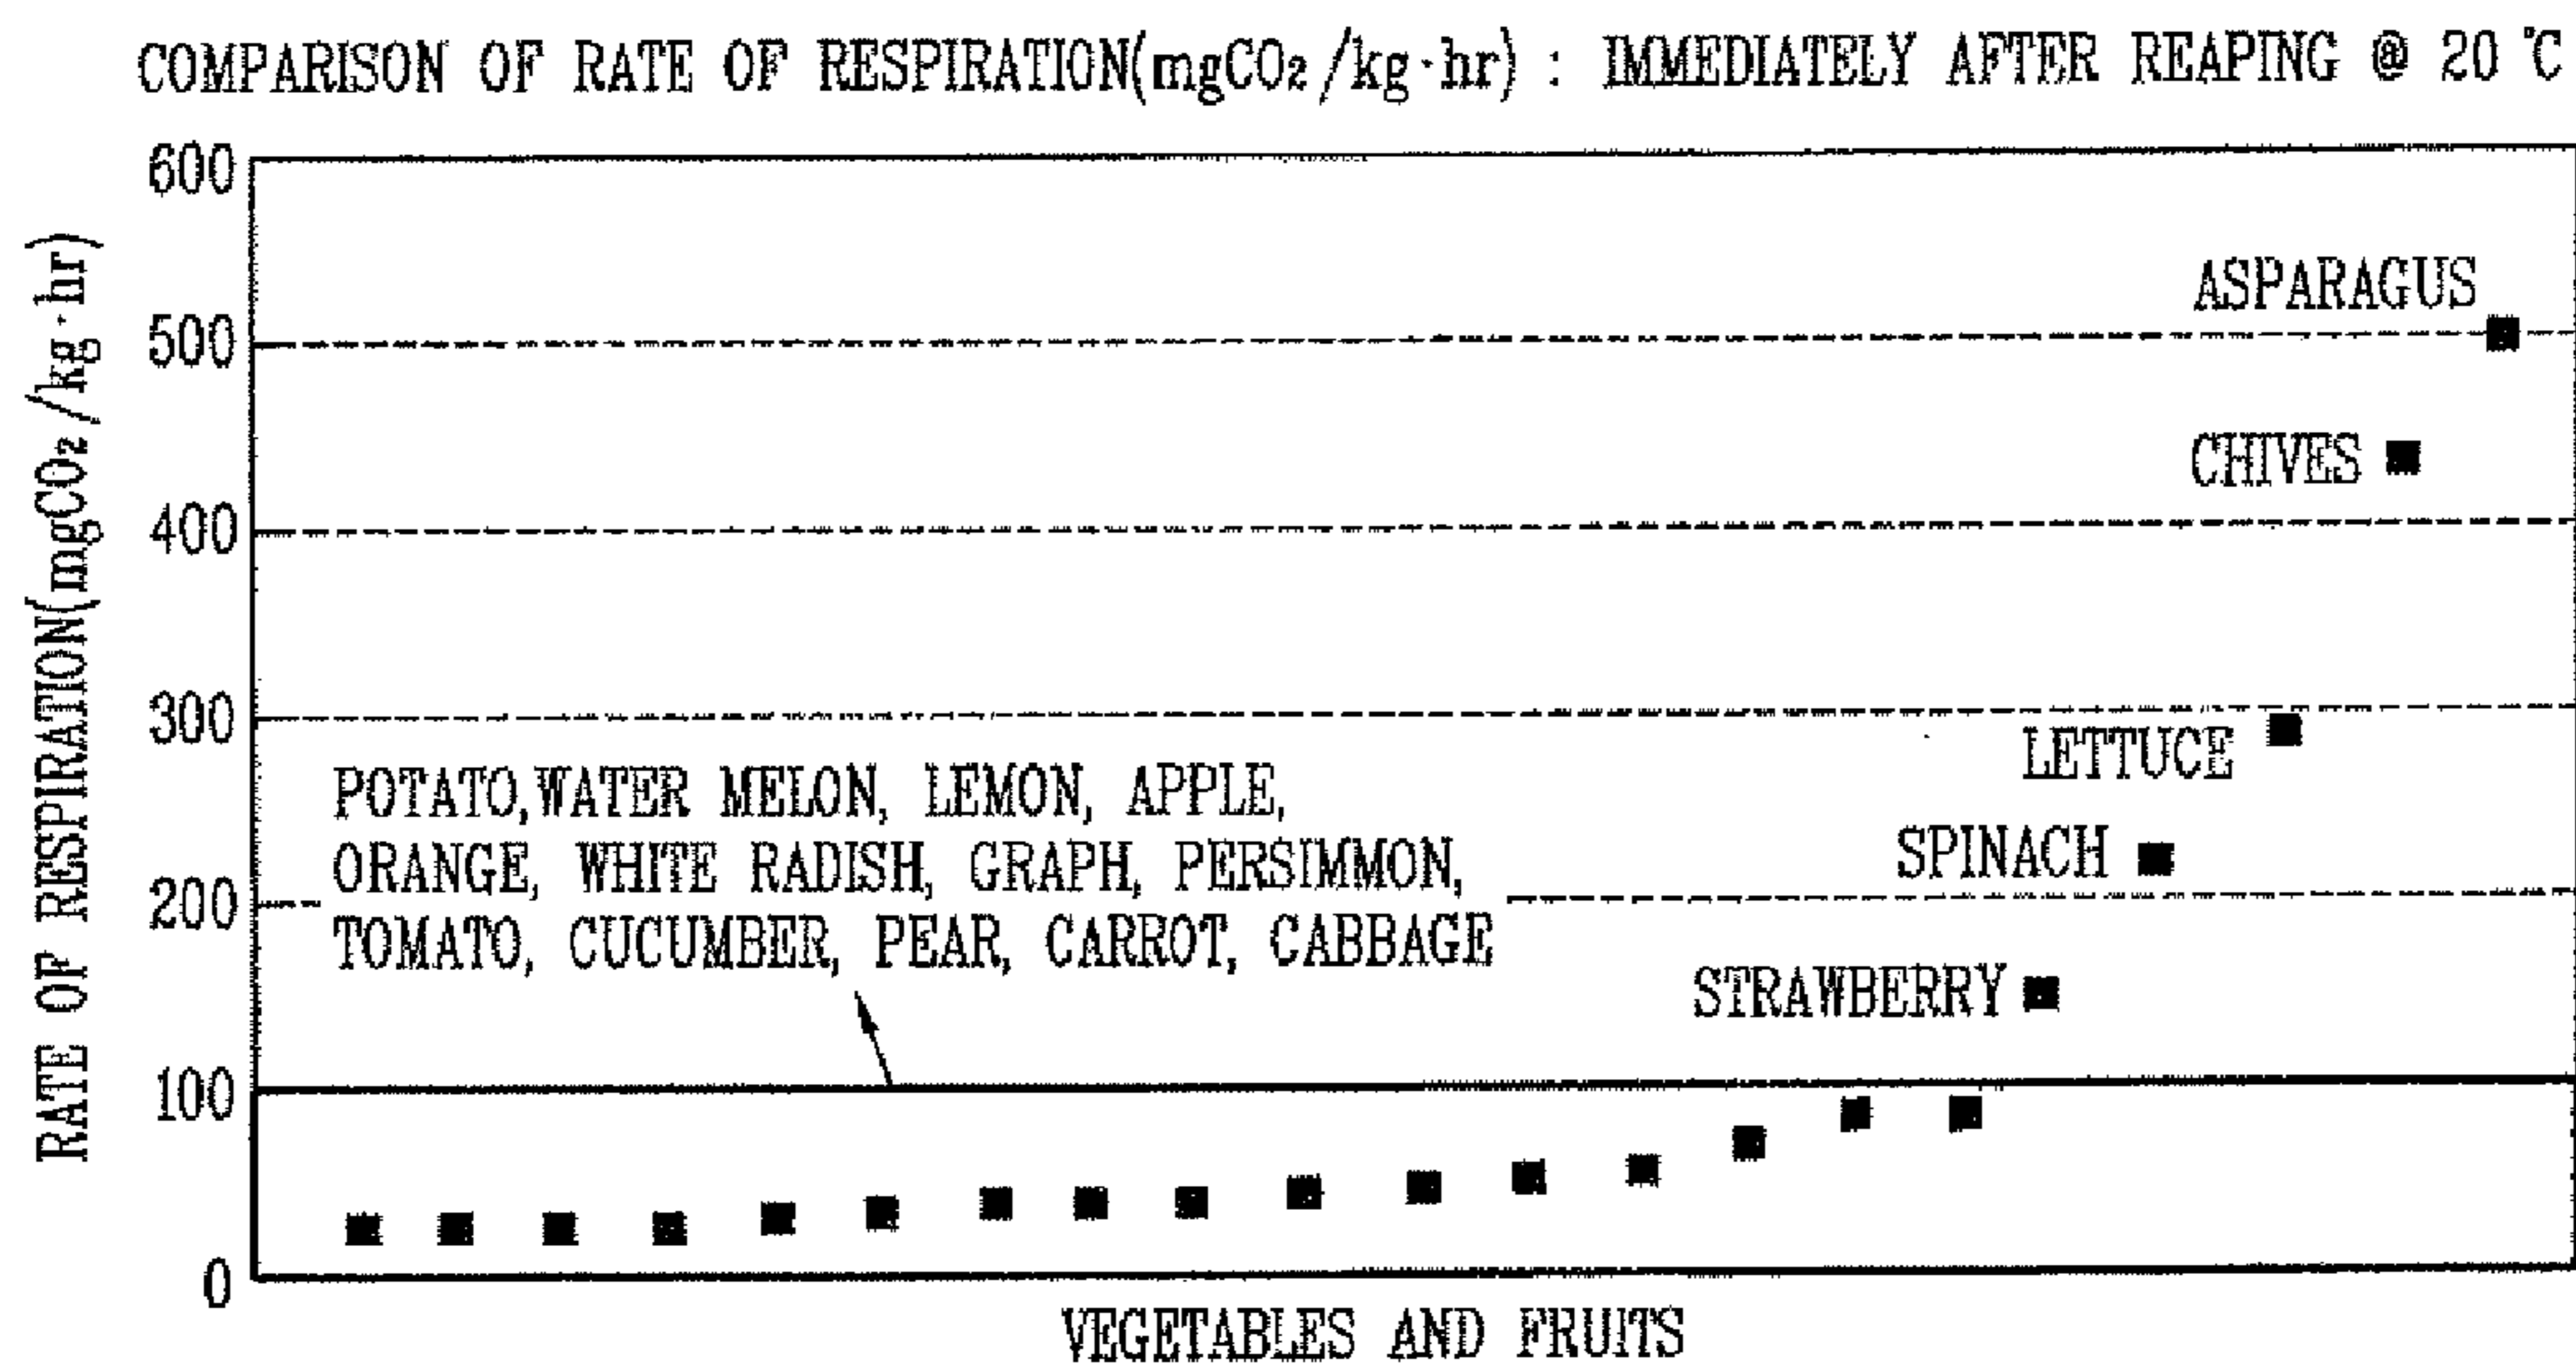 COMPARISON OF RATE OF RESPIRATION(mgCO₂/kg·hr) : IMMEDIATELY AFTER REAPING @ 20 ℃
RATE OF RESPIRATION(mgCO₂/kg·hr)
600
500
400
300
200
100
0
ASPARAGUS
CHIVES
LETTUCE
SPINACH
STRAWBERRY
POTATO,WATER MELON, LEMON, APPLE,
ORANGE, WHITE RADISH, GRAPH, PERSIMMON,
TOMATO, CUCUMBER, PEAR, CARROT, CABBAGE
VEGETABLES AND FRUITS